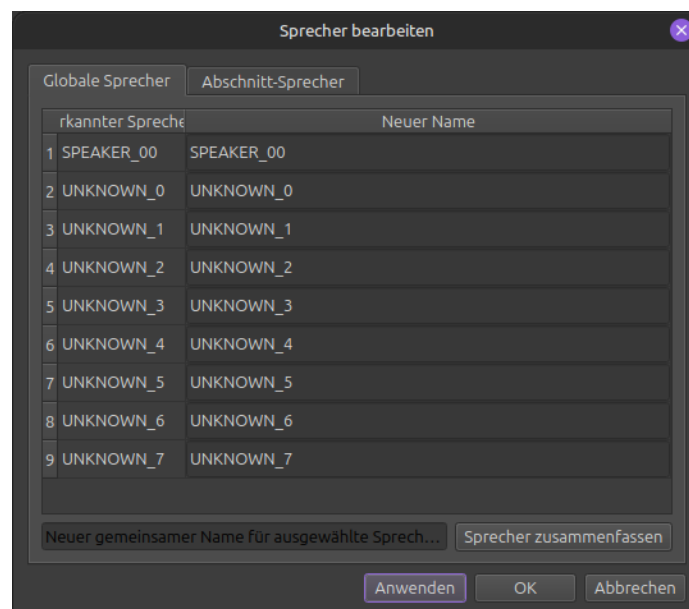 Sprecher bearbeiten
Globale Sprecher Abschnitt-Sprecher
rkannter Spreche Neuer Name
1 SPEAKER_00 SPEAKER_00
2 UNKNOWN_0 UNKNOWN_0
3 UNKNOWN_1 UNKNOWN_1
4 UNKNOWN_2 UNKNOWN_2
5 UNKNOWN_3 UNKNOWN_3
6 UNKNOWN_4 UNKNOWN_4
7 UNKNOWN_5 UNKNOWN_5
8 UNKNOWN_6 UNKNOWN_6
9 UNKNOWN_7 UNKNOWN_7
Neuer gemeinsamer Name für ausgewählte Sprech... Sprecher zusammenfassen
Anwenden OK Abbrechen